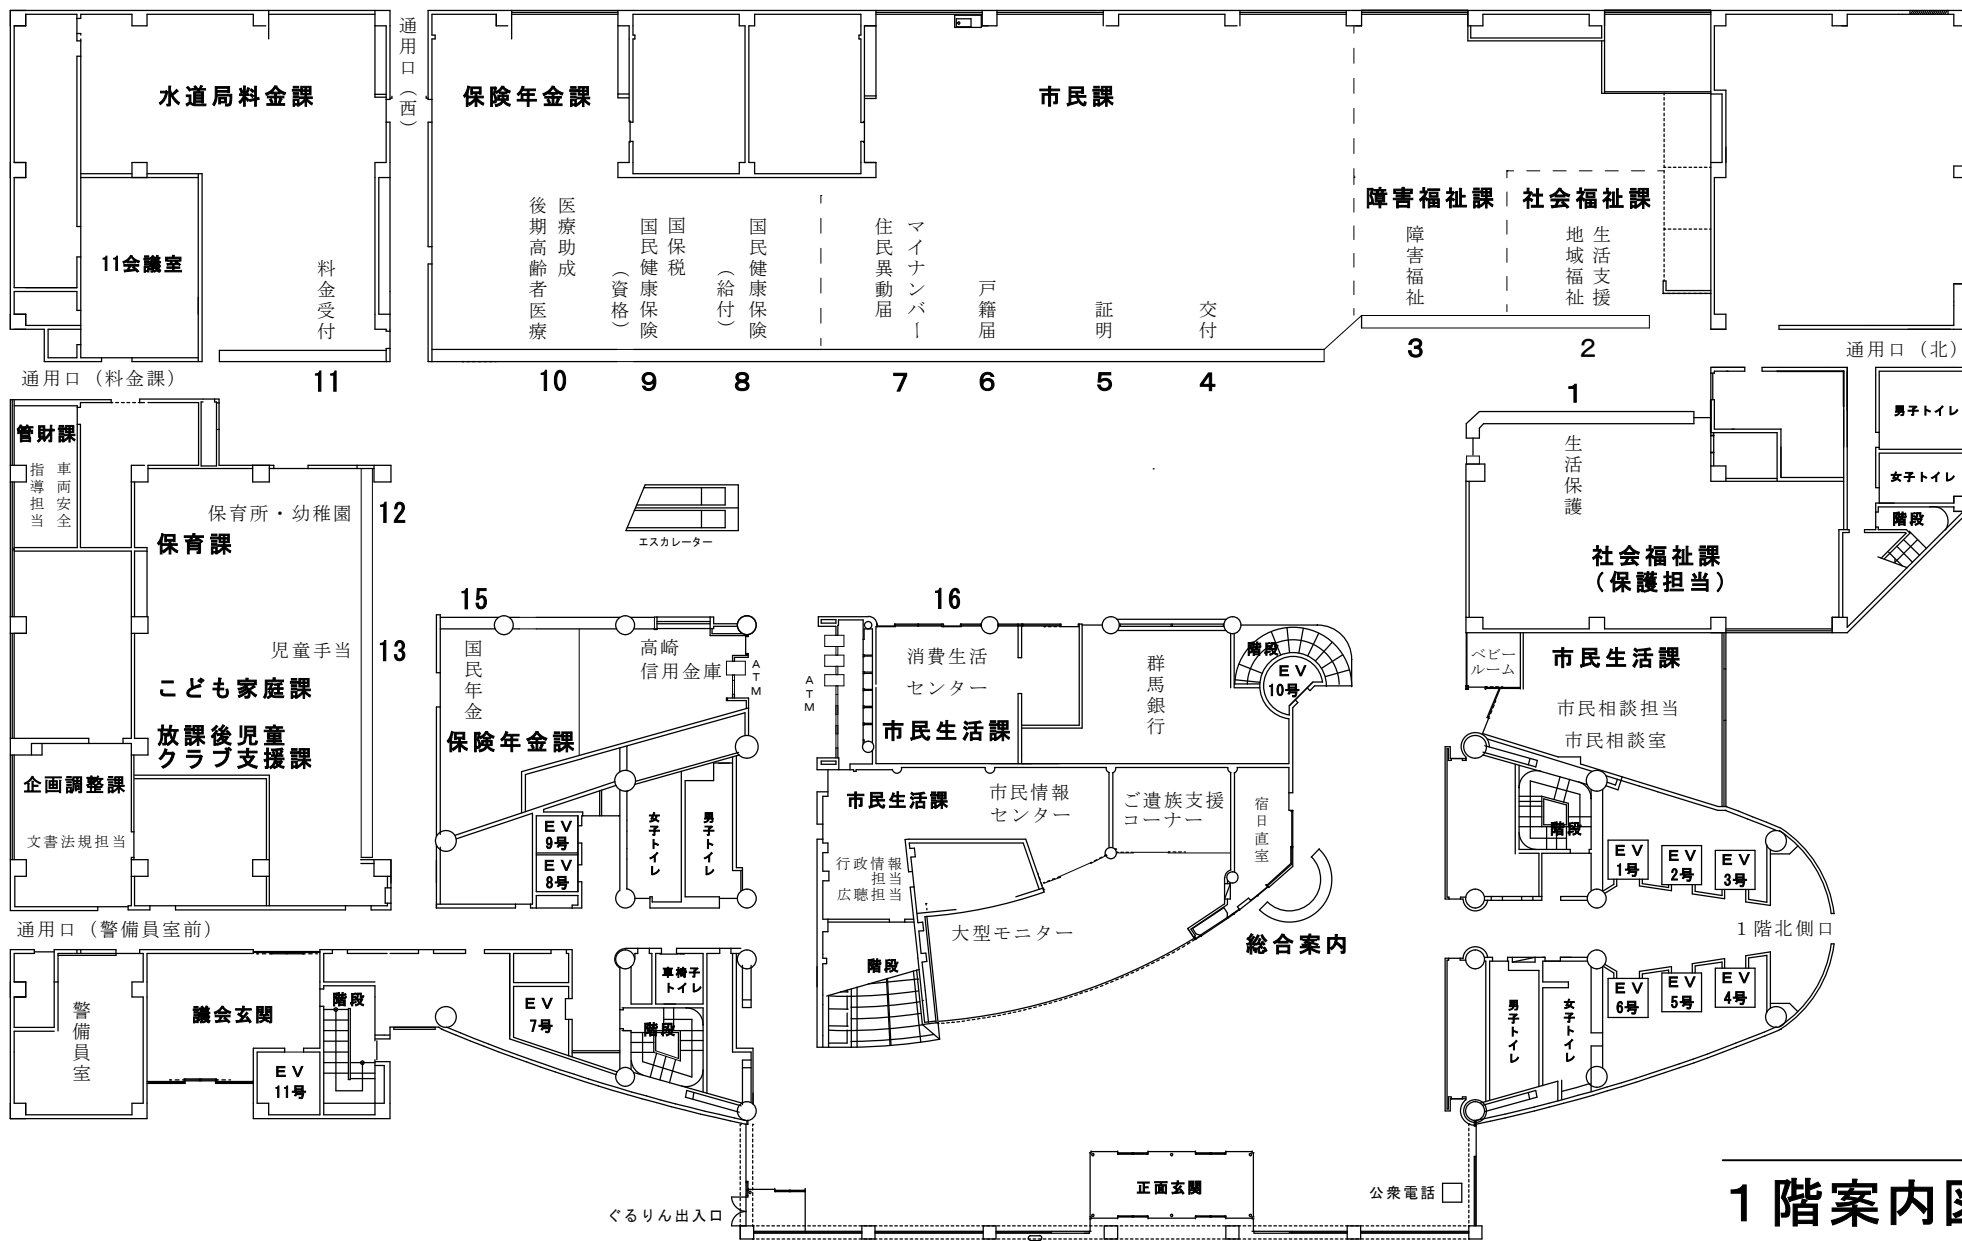 水道局料金課
11会議室
料金受付
11
通用口（料金課）
通用口（西）
保険年金課
後期高齢者医療
医療助成
10
国民健康保険
（資格）
国保税
9
国民健康保険
（給付）
8
市民課
住民異動届
マイナンバー
7
戸籍届
6
証明
5
交付
4
障害福祉課
障害福祉
3
社会福祉課
地域福祉
生活支援
2
通用口（北）
1
生活保護
社会福祉課
（保護担当）
男子トイレ
女子トイレ
階段
管財課
車両安全
指導担当
保育所・幼稚園
12
保育課
児童手当
13
こども家庭課
放課後児童
クラブ支援課
企画調整課
文書法規担当
通用口（警備員室前）
エスカレーター
15
国民年金
保険年金課
高崎
信用金庫
ATM
EV
9号
EV
8号
女子トイレ
男子トイレ
16
ATM
消費生活
センター
市民生活課
群馬銀行
階段
EV
10号
市民生活課
市民情報
センター
ご遺族支援
コーナー
宿日直室
行政情報
担当
広聴担当
大型モニター
階段
総合案内
ベビー
ルーム
市民生活課
市民相談担当
市民相談室
階段
EV
1号
EV
2号
EV
3号
1階北側口
EV
6号
EV
5号
EV
4号
男子トイレ
女子トイレ
警備員室
議会玄関
EV
11号
階段
EV
7号
車椅子
トイレ
階段
ぐるりん出入口
正面玄関
公衆電話
1階案内図